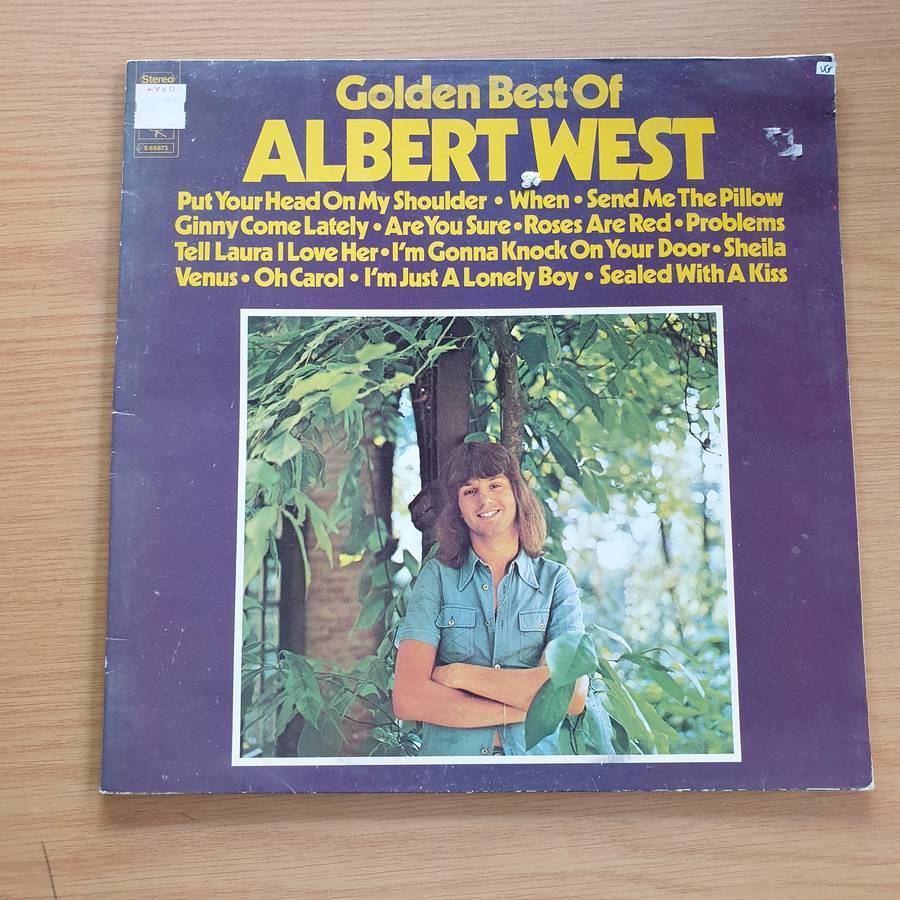 Stereo
VG
Golden Best Of
ALBERT WEST
S 65873
Put Your Head On My Shoulder • When • Send Me The Pillow
Ginny Come Lately • Are You Sure • Roses Are Red • Problems
Tell Laura I Love Her • I'm Gonna Knock On Your Door • Sheila
Venus • Oh Carol • I'm Just A Lonely Boy • Sealed With A Kiss